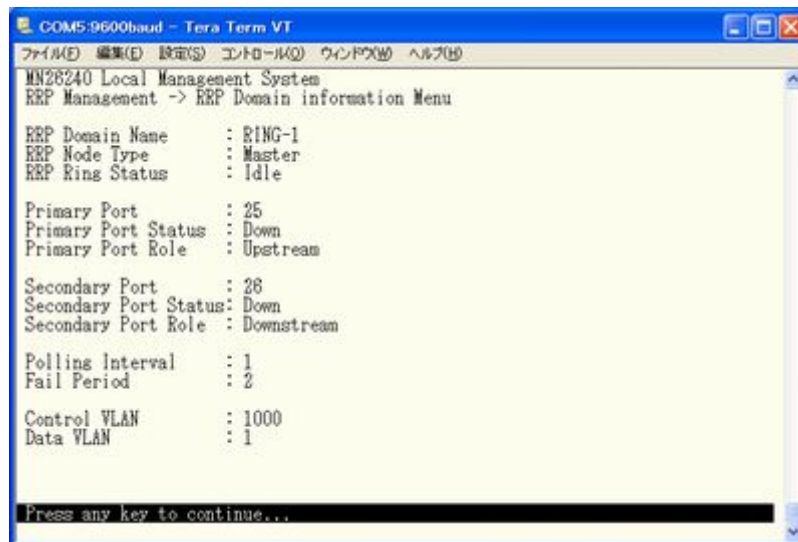 COM5:9600baud - Tera Term VT
ファイル(F) 編集(E) 設定(S) コントロール(O) ウィンドウ(W) ヘルプ(H)
MN26240 Local Management System
RRP Management -> RRP Domain information Menu
RRP Domain Name : RING-1
RRP Node Type : Master
RRP Ring Status : Idle
Primary Port : 25
Primary Port Status : Down
Primary Port Role : Upstream
Secondary Port : 26
Secondary Port Status: Down
Secondary Port Role : Downstream
Polling Interval : 1
Fail Period : 2
Control VLAN : 1000
Data VLAN : 1
Press any key to continue...